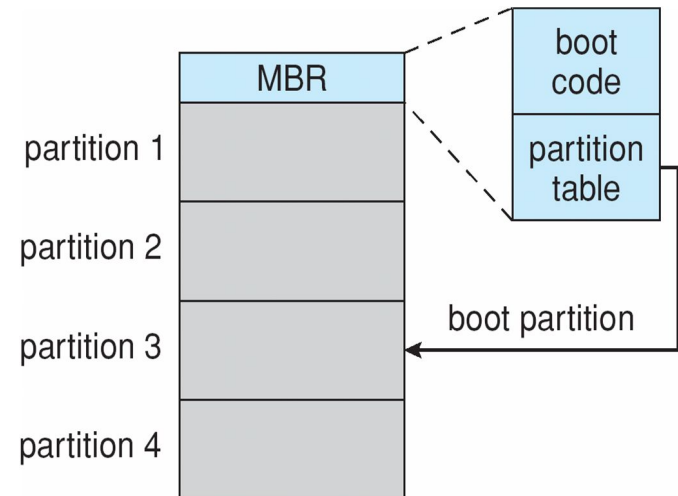 MBR
boot
code
partition
table
partition 1
partition 2
boot partition
partition 3
partition 4